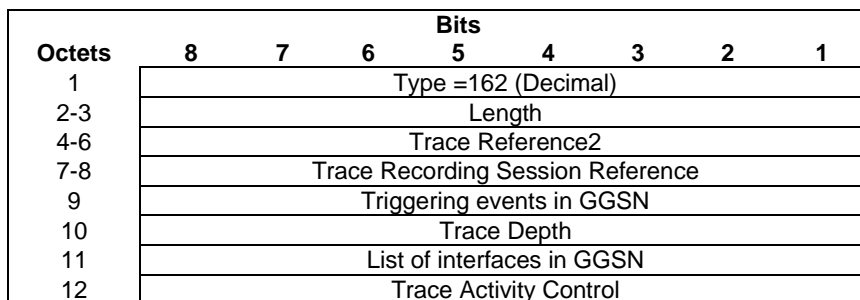 Bits
Octets 8 7 6 5 4 3 2 1
1 Type =162 (Decimal)
2-3 Length
4-6 Trace Reference2
7-8 Trace Recording Session Reference
9 Triggering events in GGSN
10 Trace Depth
11 List of interfaces in GGSN
12 Trace Activity Control